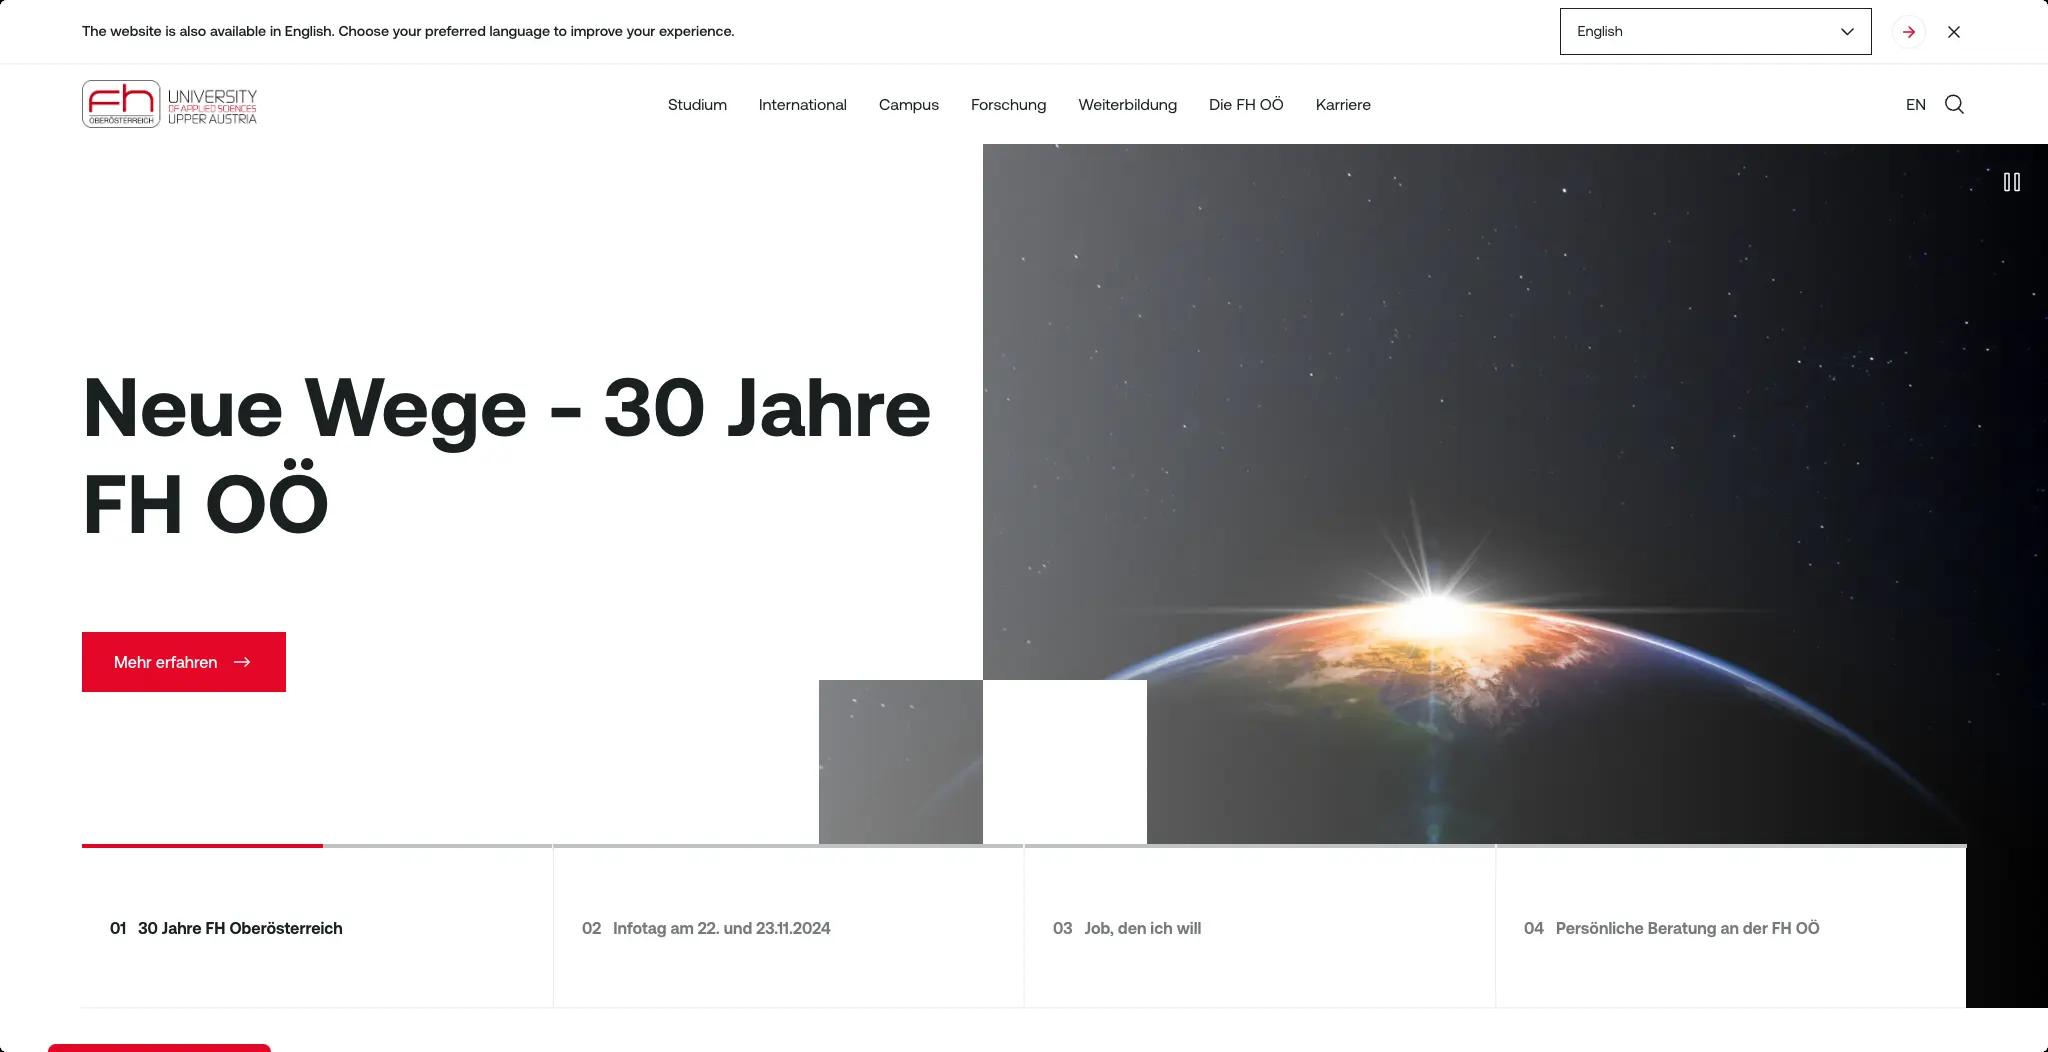 The website is also available in English. Choose your preferred language to improve your experience.
English
fh
OBERÖSTERREICH
UNIVERSITY
OF APPLIED SCIENCES
UPPER AUSTRIA
Studium
International
Campus
Forschung
Weiterbildung
Die FH OÖ
Karriere
EN
Neue Wege - 30 Jahre
FH OÖ
Mehr erfahren
01 30 Jahre FH Oberösterreich
02 Infotag am 22. und 23.11.2024
03 Job, den ich will
04 Persönliche Beratung an der FH OÖ